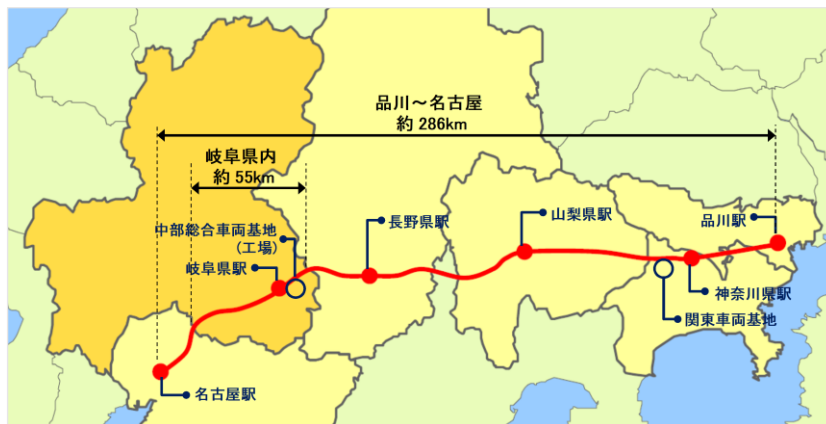 品川～名古屋
約 286km
岐阜県内
約 55km
中部総合車両基地
(工場)
岐阜県駅
長野県駅
山梨県駅
品川駅
神奈川県駅
関東車両基地
名古屋駅